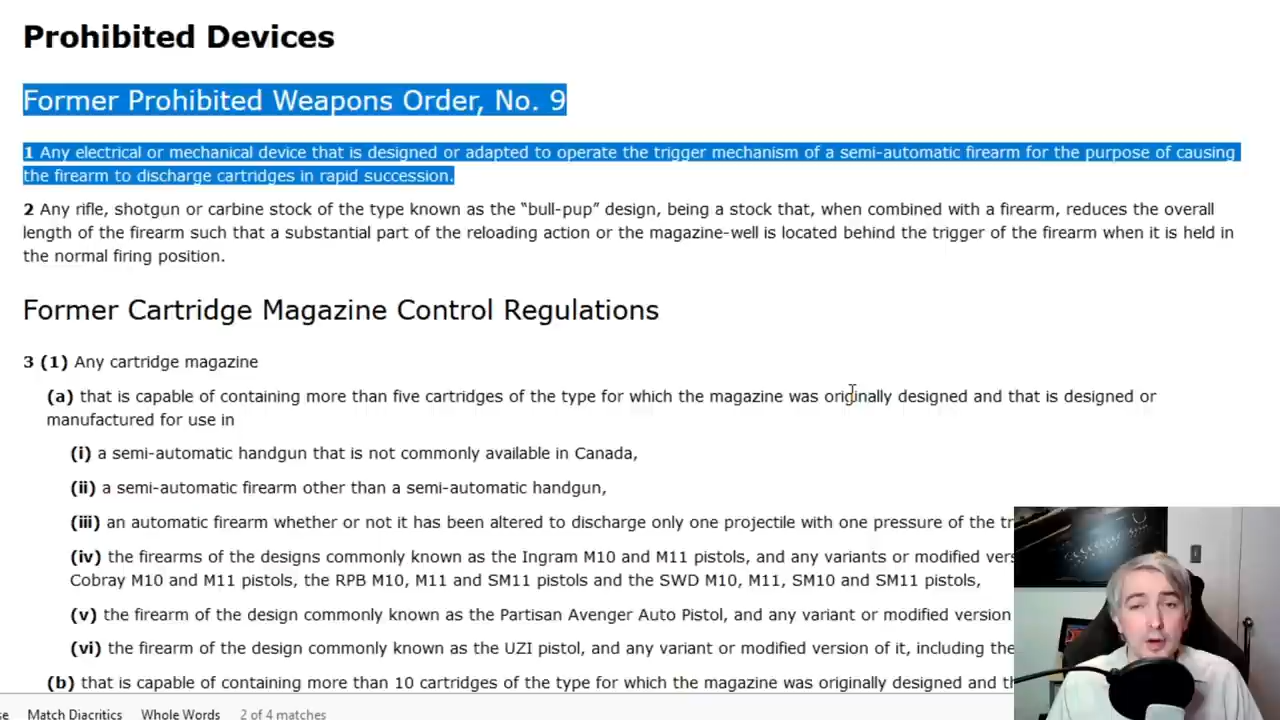 Prohibited Devices
Former Prohibited Weapons Order, No. 9
1 Any electrical or mechanical device that is designed or adapted to operate the trigger mechanism of a semi-automatic firearm for the purpose of causing
the firearm to discharge cartridges in rapid succession.
2 Any rifle, shotgun or carbine stock of the type known as the “bull-pup” design, being a stock that, when combined with a firearm, reduces the overall
length of the firearm such that a substantial part of the reloading action or the magazine-well is located behind the trigger of the firearm when it is held in
the normal firing position.
Former Cartridge Magazine Control Regulations
3 (1) Any cartridge magazine
(a) that is capable of containing more than five cartridges of the type for which the magazine was originally designed and that is designed or
manufactured for use in
(i) a semi-automatic handgun that is not commonly available in Canada,
(ii) a semi-automatic firearm other than a semi-automatic handgun,
(iii) an automatic firearm whether or not it has been altered to discharge only one projectile with one pressure of the
(iv) the firearms of the designs commonly known as the Ingram M10 and M11 pistols, and any variants or modified
Cobray M10 and M11 pistols, the RPB M10, M11 and SM11 pistols and the SWD M10, M11, SM10 and SM11 pistols,
(v) the firearm of the design commonly known as the Partisan Avenger Auto Pistol, and any variant or modified version
(vi) the firearm of the design commonly known as the UZI pistol, and any variant or modified version of it, including the
(b) that is capable of containing more than 10 cartridges of the type for which the magazine was originally designed and
Match Diacritics Whole Words 2 of 4 matches